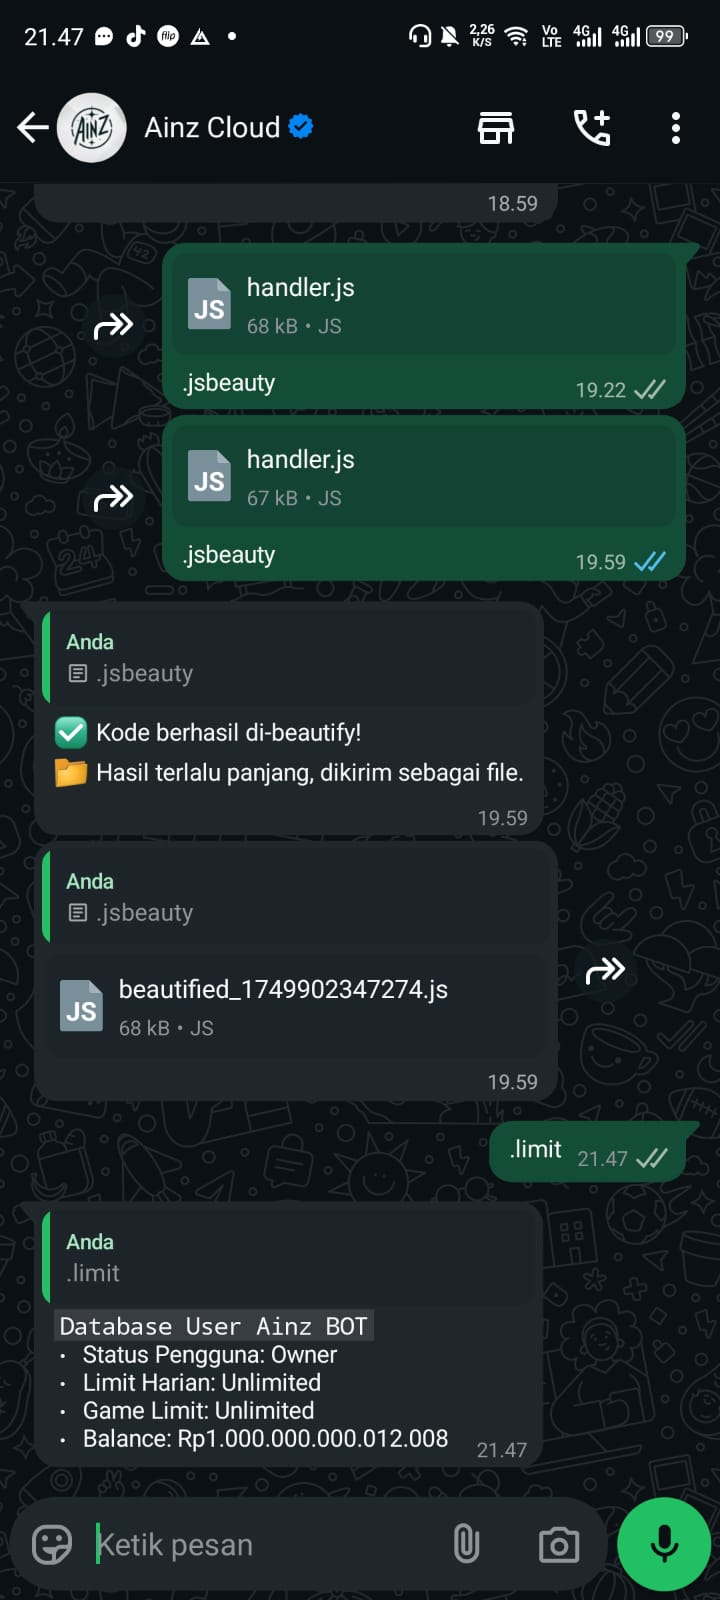 21.47
flip
2,26
K/S
Vo
LTE
4G
4G
99
AINZ
Ainz Cloud
18.59
JS
handler.js
68 kB • JS
.jsbeauty
19.22
JS
handler.js
67 kB • JS
.jsbeauty
19.59
Anda
.jsbeauty
✅ Kode berhasil di-beautify!
📁 Hasil terlalu panjang, dikirim sebagai file.
19.59
Anda
.jsbeauty
JS
beautified_1749902347274.js
68 kB • JS
19.59
.limit
21.47
Anda
.limit
Database User Ainz BOT
• Status Pengguna: Owner
• Limit Harian: Unlimited
• Game Limit: Unlimited
• Balance: Rp1.000.000.000.012.008
21.47
Ketik pesan